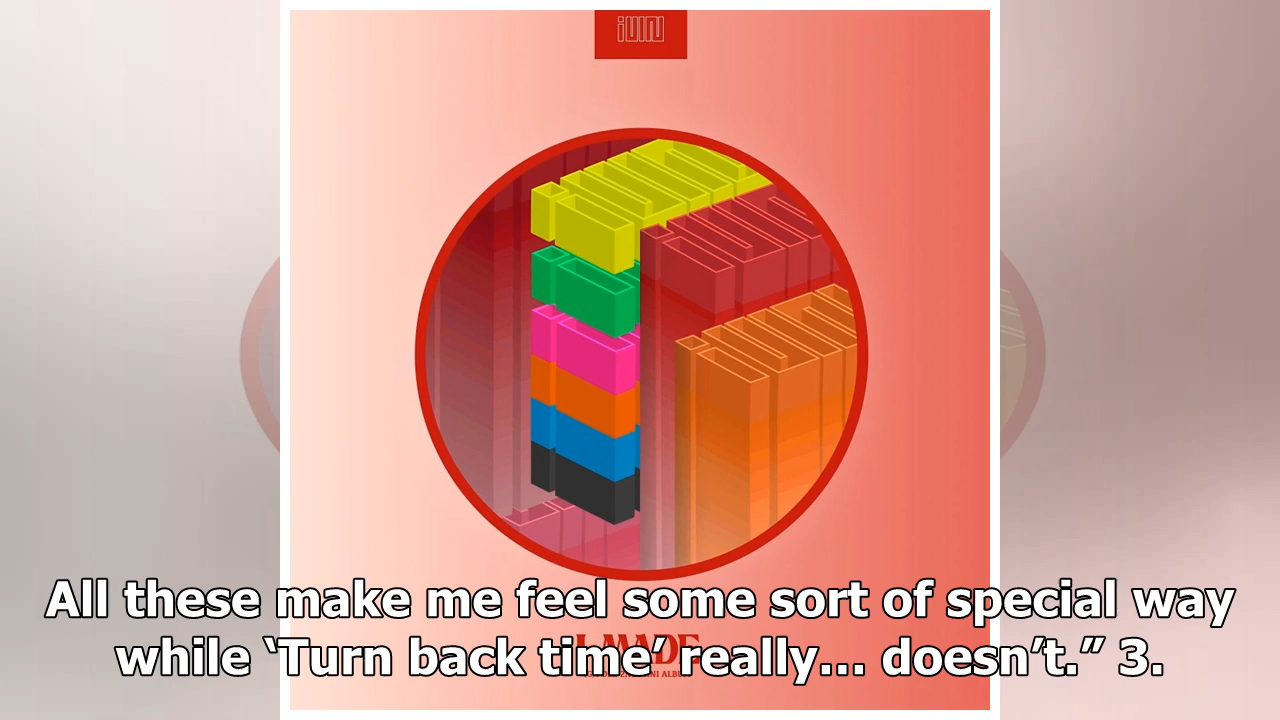 All these make me feel some sort of special way
while ‘Turn back time’ really... doesn’t.” 3.